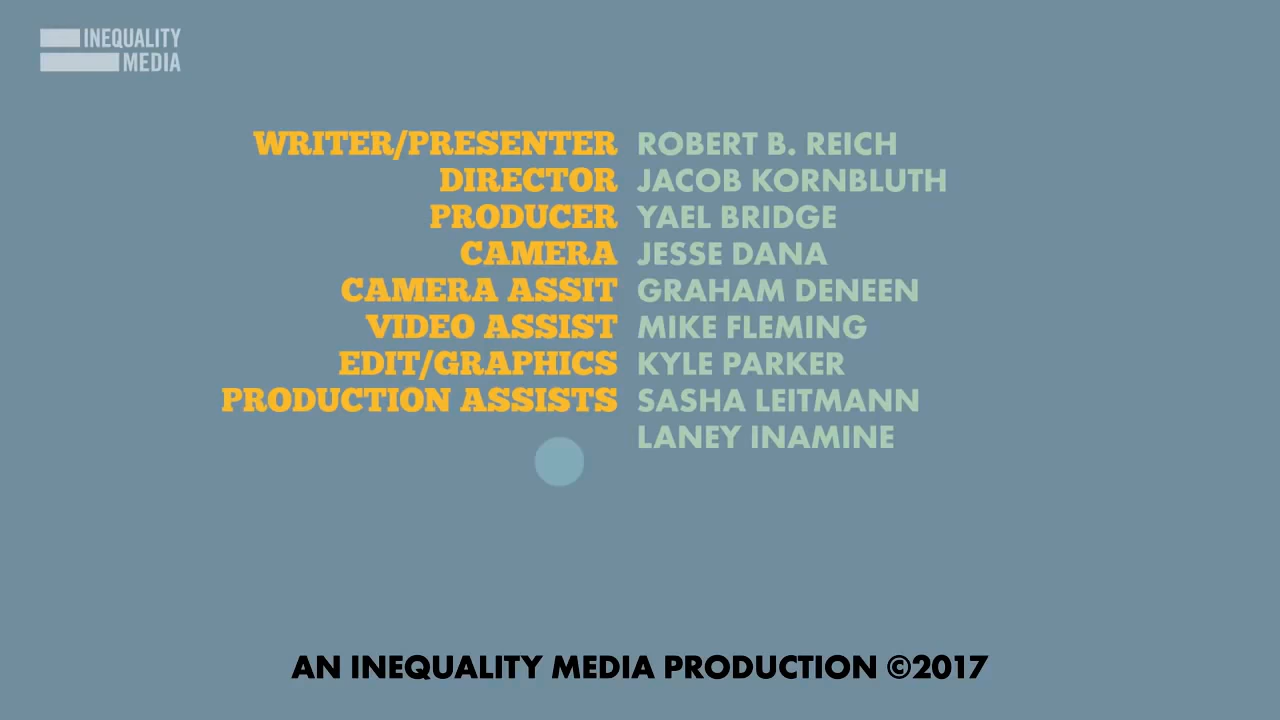 INEQUALITY
MEDIA
WRITER/PRESENTER ROBERT B. REICH
DIRECTOR JACOB KORNBLUTH
PRODUCER YAEL BRIDGE
CAMERA JESSE DANA
CAMERA ASSIT GRAHAM DENEEN
VIDEO ASSIST MIKE FLEMING
EDIT/GRAPHICS KYLE PARKER
PRODUCTION ASSISTS SASHA LEITMANN
LANEY INAMINE
AN INEQUALITY MEDIA PRODUCTION ©2017